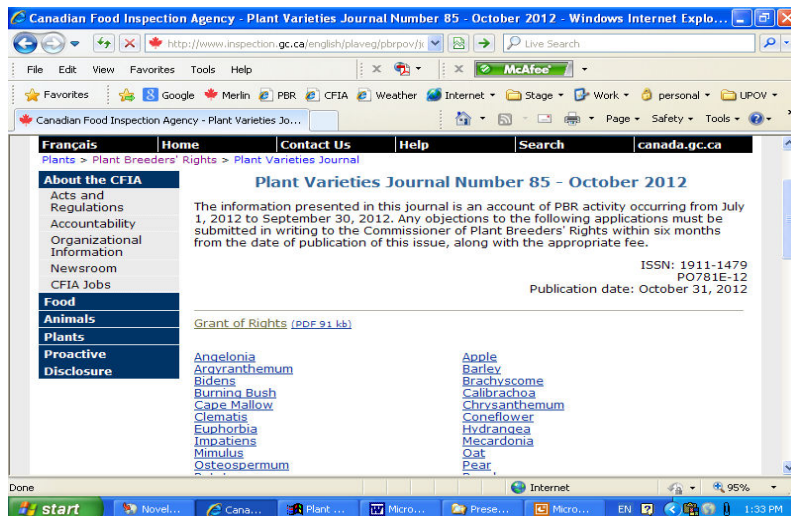 Canadian Food Inspection Agency - Plant Varieties Journal Number 85 - October 2012 - Windows Internet Explo...
http://www.inspection.gc.ca/english/plaveg/pbrpov/
Live Search
File Edit View Favorites Tools Help
McAfee
Favorites Google Merlin PBR CFIA Weather Internet Stage Work personal UPOV
Canadian Food Inspection Agency - Plant Varieties Jo...
Page Safety Tools
Français Home Contact Us Help Search canada.gc.ca
Plants > Plant Breeders' Rights > Plant Varieties Journal
About the CFIA
Acts and
Regulations
Accountability
Organizational
Information
Newsroom
CFIA Jobs
Food
Animals
Plants
Proactive
Disclosure
Plant Varieties Journal Number 85 - October 2012
The information presented in this journal is an account of PBR activity occurring from July
1, 2012 to September 30, 2012. Any objections to the following applications must be
submitted in writing to the Commissioner of Plant Breeders' Rights within six months
from the date of publication of this issue, along with the appropriate fee.
ISSN: 1911-1479
PO781E-12
Publication date: October 31, 2012
Grant of Rights (PDF 91 kb)
Angelonia
Argyranthemum
Bidens
Burning Bush
Cape Mallow
Clematis
Euphorbia
Impatiens
Mimulus
Osteospermum
Apple
Barley
Brachyscome
Calibrachoa
Chrysanthemum
Coneflower
Hydrangea
Mecardonia
Oat
Pear
Done Internet 95%
start Novel... Cana... Plant ... Micro... Prese... Micro... EN 1:33 PM